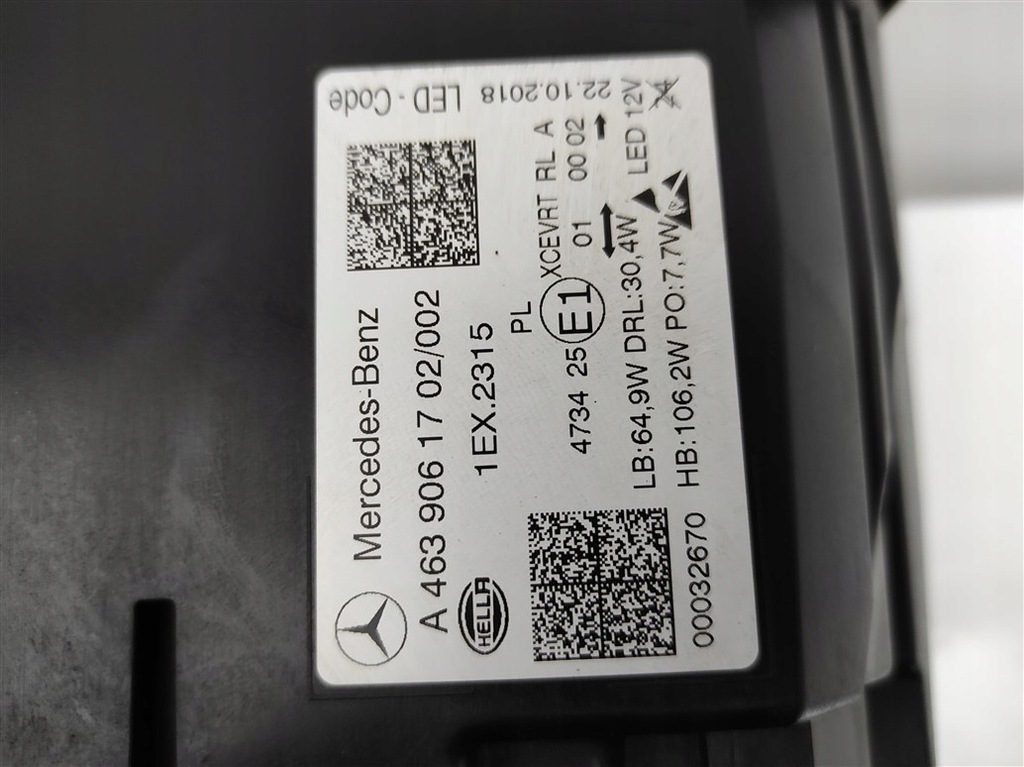 Mercedes-Benz
A 463 906 17 02/002
HELLA
1EX.2315
PL
XCEVRT RL A
4734 25 E1 01 00 02
LB:64,9W DRL:30,4W LED 12V
HB:106,2W PO:7,7W
00032670
LED - Code 22.10.2018
24